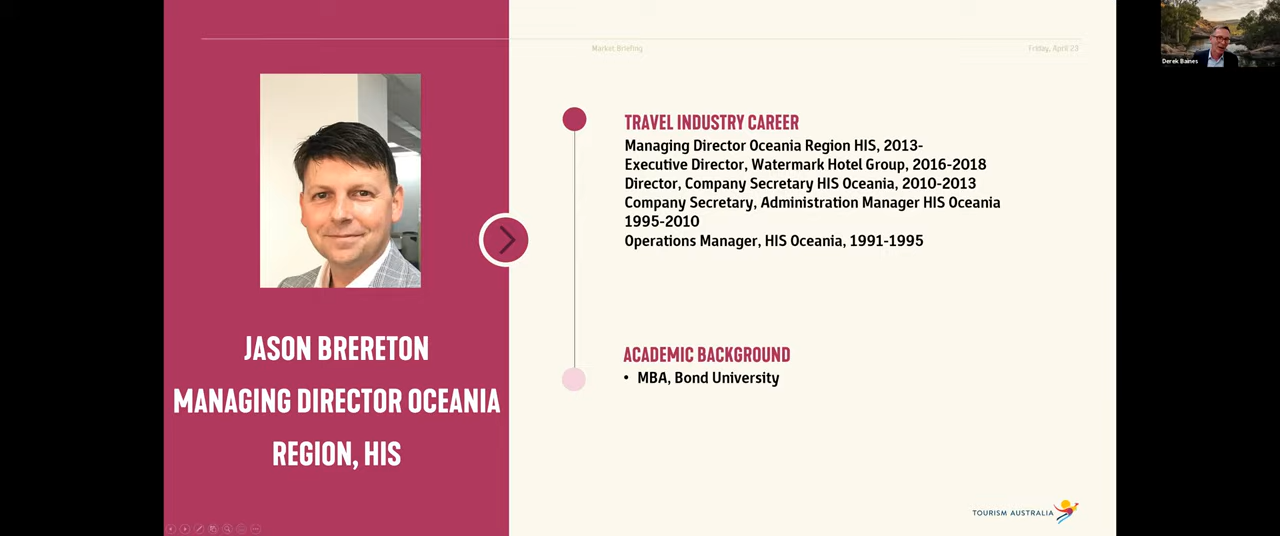 Market Briefing
Friday, April 23
Derek Baines
TRAVEL INDUSTRY CAREER
Managing Director Oceania Region HIS, 2013-
Executive Director, Watermark Hotel Group, 2016-2018
Director, Company Secretary HIS Oceania, 2010-2013
Company Secretary, Administration Manager HIS Oceania
1995-2010
Operations Manager, HIS Oceania, 1991-1995
JASON BRERETON
MANAGING DIRECTOR OCEANIA
REGION, HIS
ACADEMIC BACKGROUND
• MBA, Bond University
TOURISM AUSTRALIA